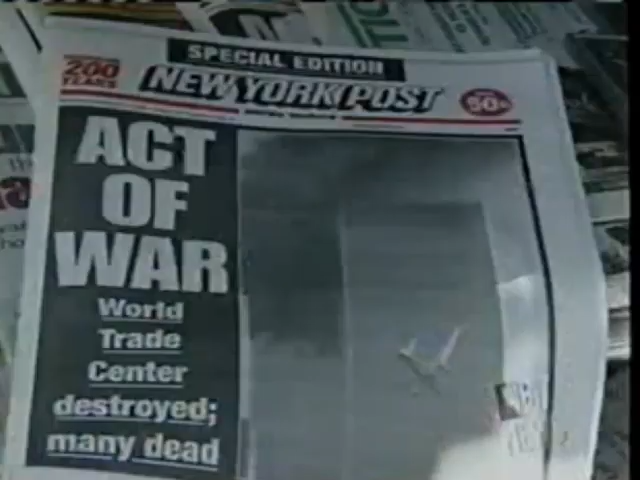 SPECIAL EDITION
200
YEARS
NEW YORK POST
50¢
ACT
OF
WAR
World
Trade
Center
destroyed;
many dead